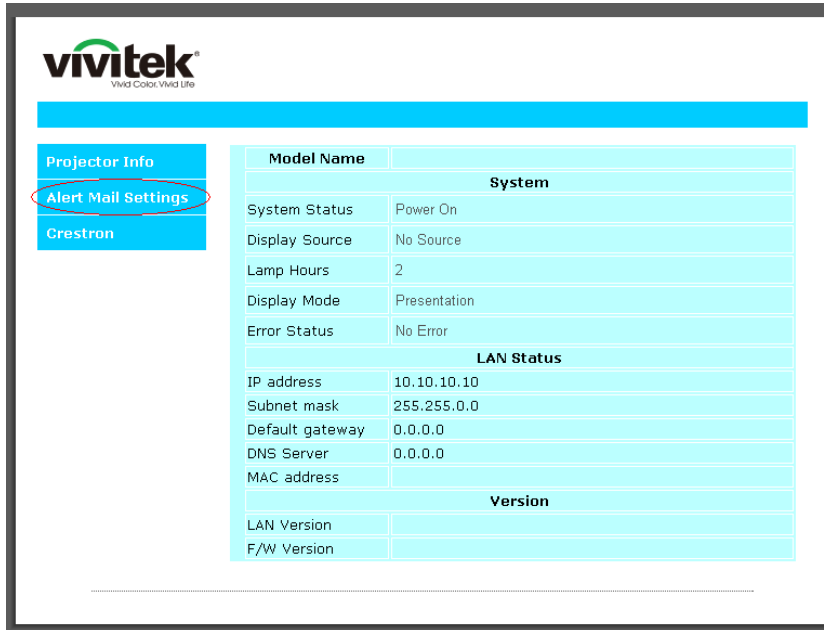 vivitek®
Vivid Color, Vivid Life
Projector Info
Alert Mail Settings
Crestron
Model Name
System
System Status Power On
Display Source No Source
Lamp Hours 2
Display Mode Presentation
Error Status No Error
LAN Status
IP address 10.10.10.10
Subnet mask 255.255.0.0
Default gateway 0.0.0.0
DNS Server 0.0.0.0
MAC address
Version
LAN Version
F/W Version